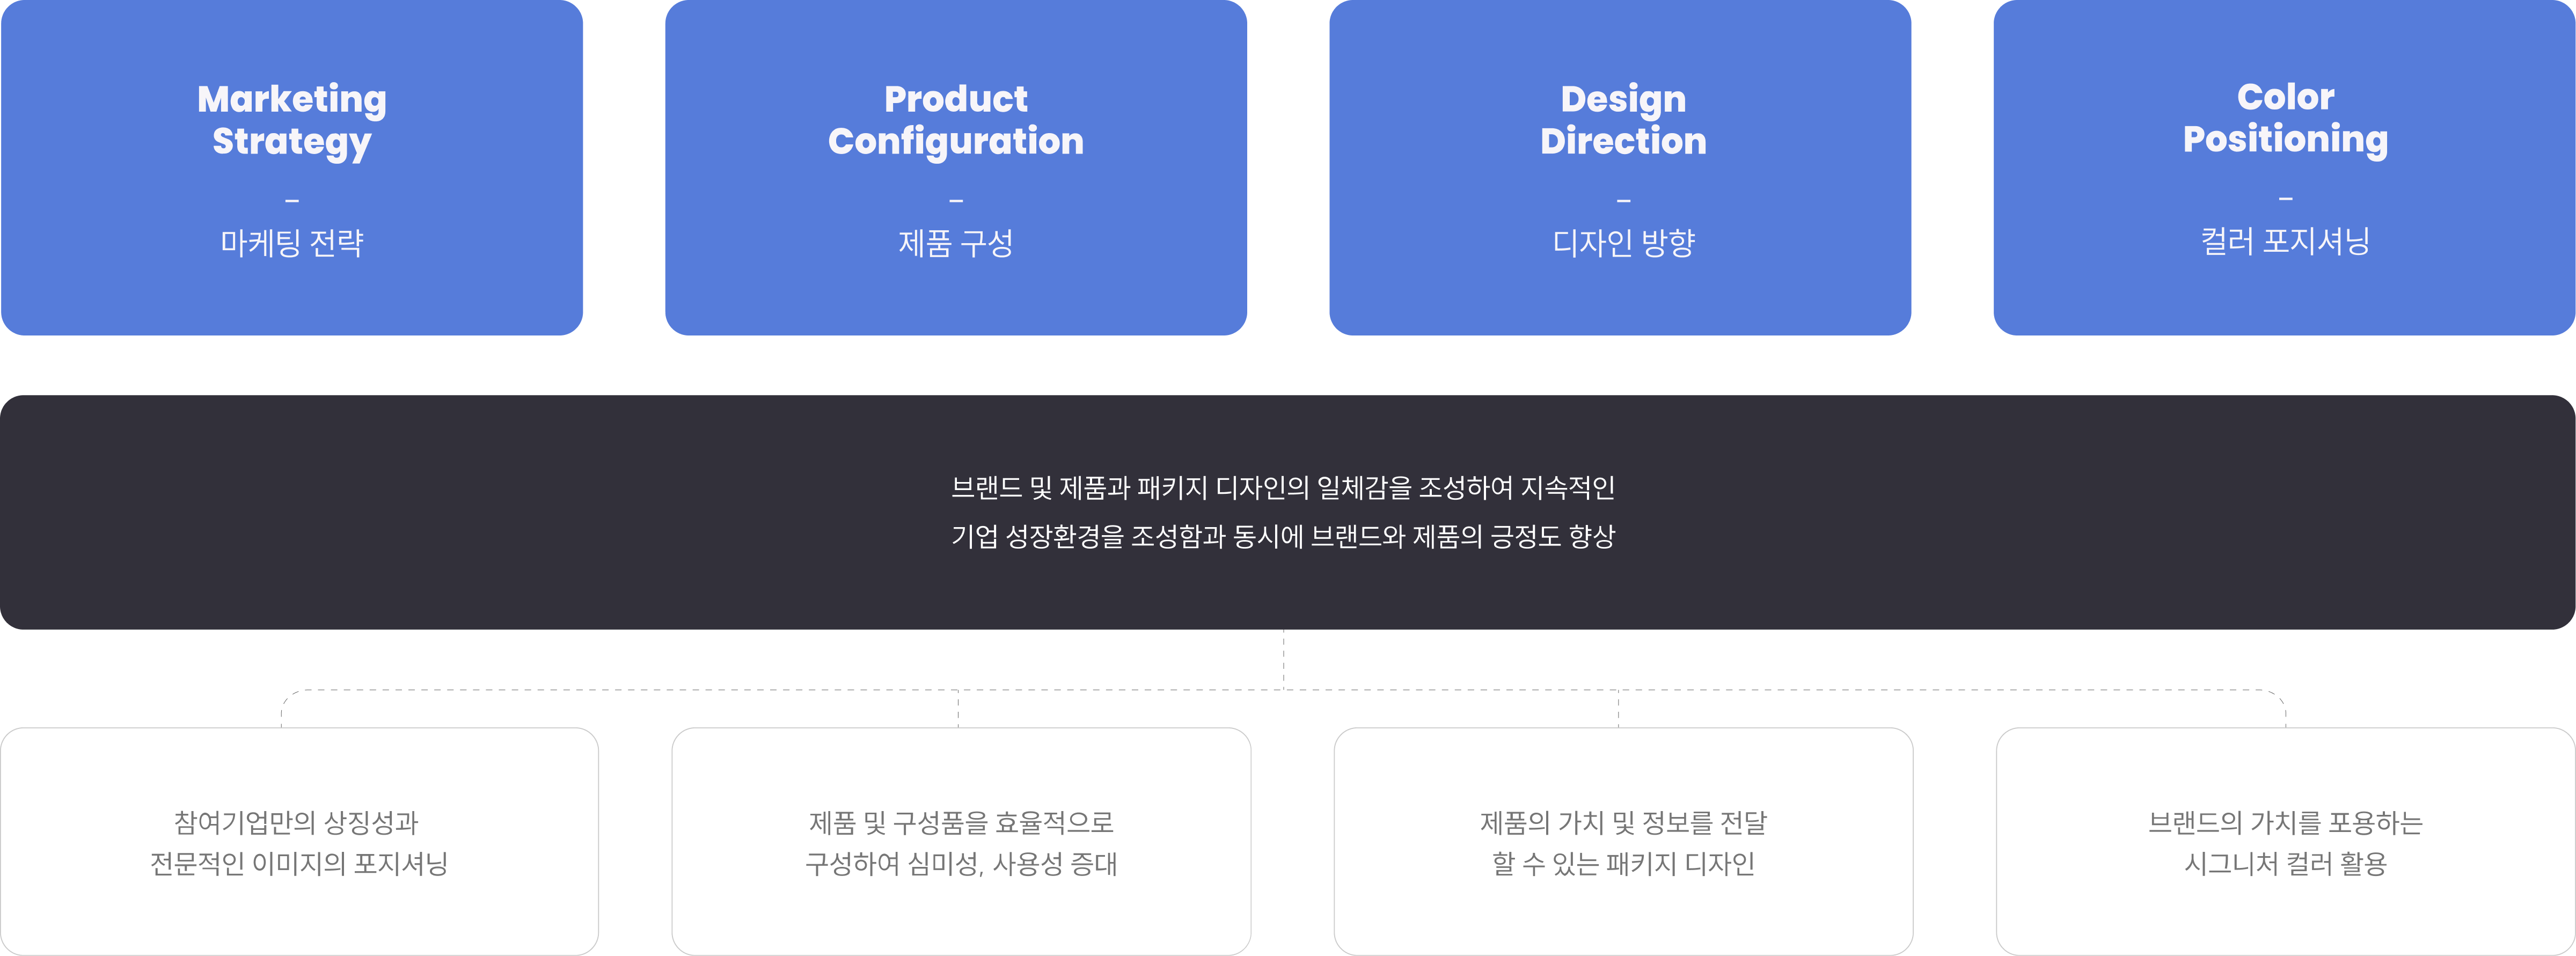 Marketing
Strategy
–
마케팅 전략
Product
Configuration
–
제품 구성
Design
Direction
–
디자인 방향
Color
Positioning
–
컬러 포지셔닝
브랜드 및 제품과 패키지 디자인의 일체감을 조성하여 지속적인
기업 성장환경을 조성함과 동시에 브랜드와 제품의 긍정도 향상
참여기업만의 상징성과
전문적인 이미지의 포지셔닝
제품 및 구성품을 효율적으로
구성하여 심미성, 사용성 증대
제품의 가치 및 정보를 전달
할 수 있는 패키지 디자인
브랜드의 가치를 포용하는
시그니처 컬러 활용